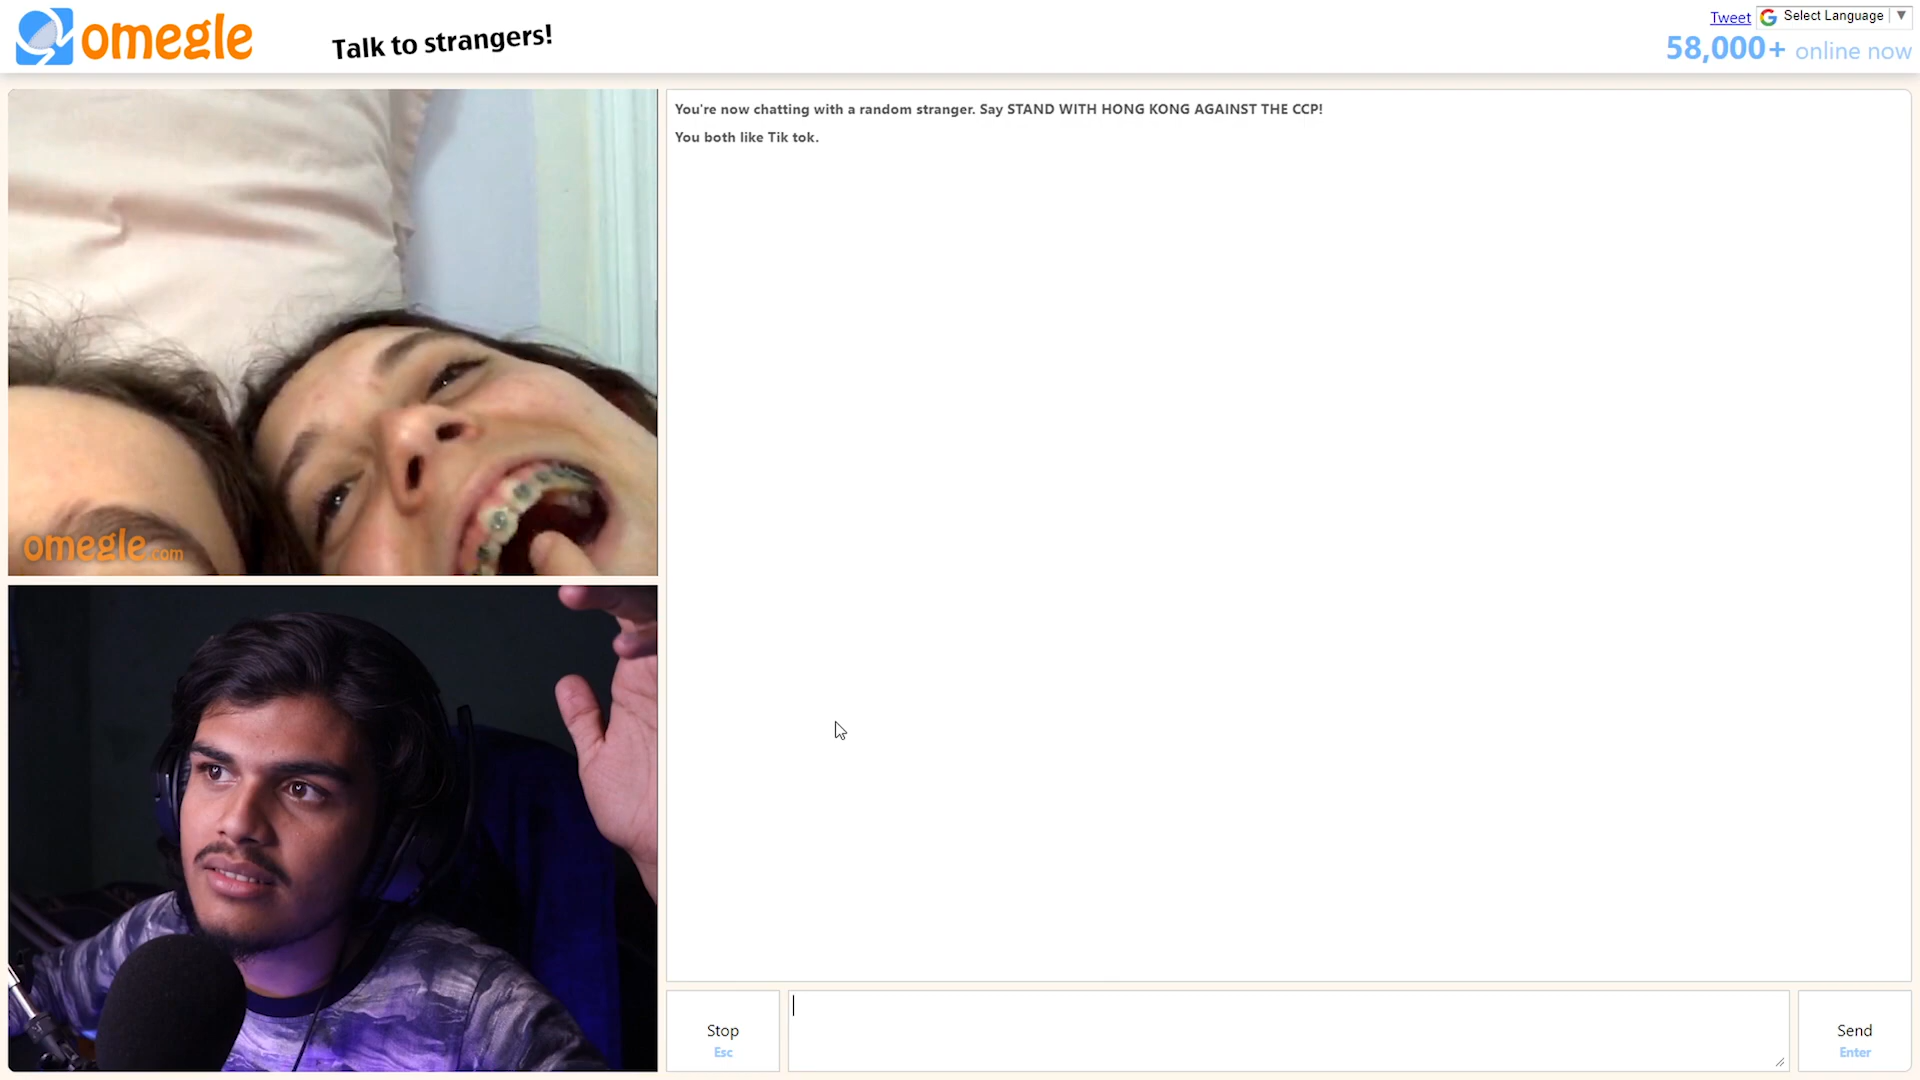 omegle
Talk to strangers!
Tweet
Select Language
58,000+ online now
You're now chatting with a random stranger. Say STAND WITH HONG KONG AGAINST THE CCP!
You both like Tik tok.
omegle.com
Stop
Esc
Send
Enter